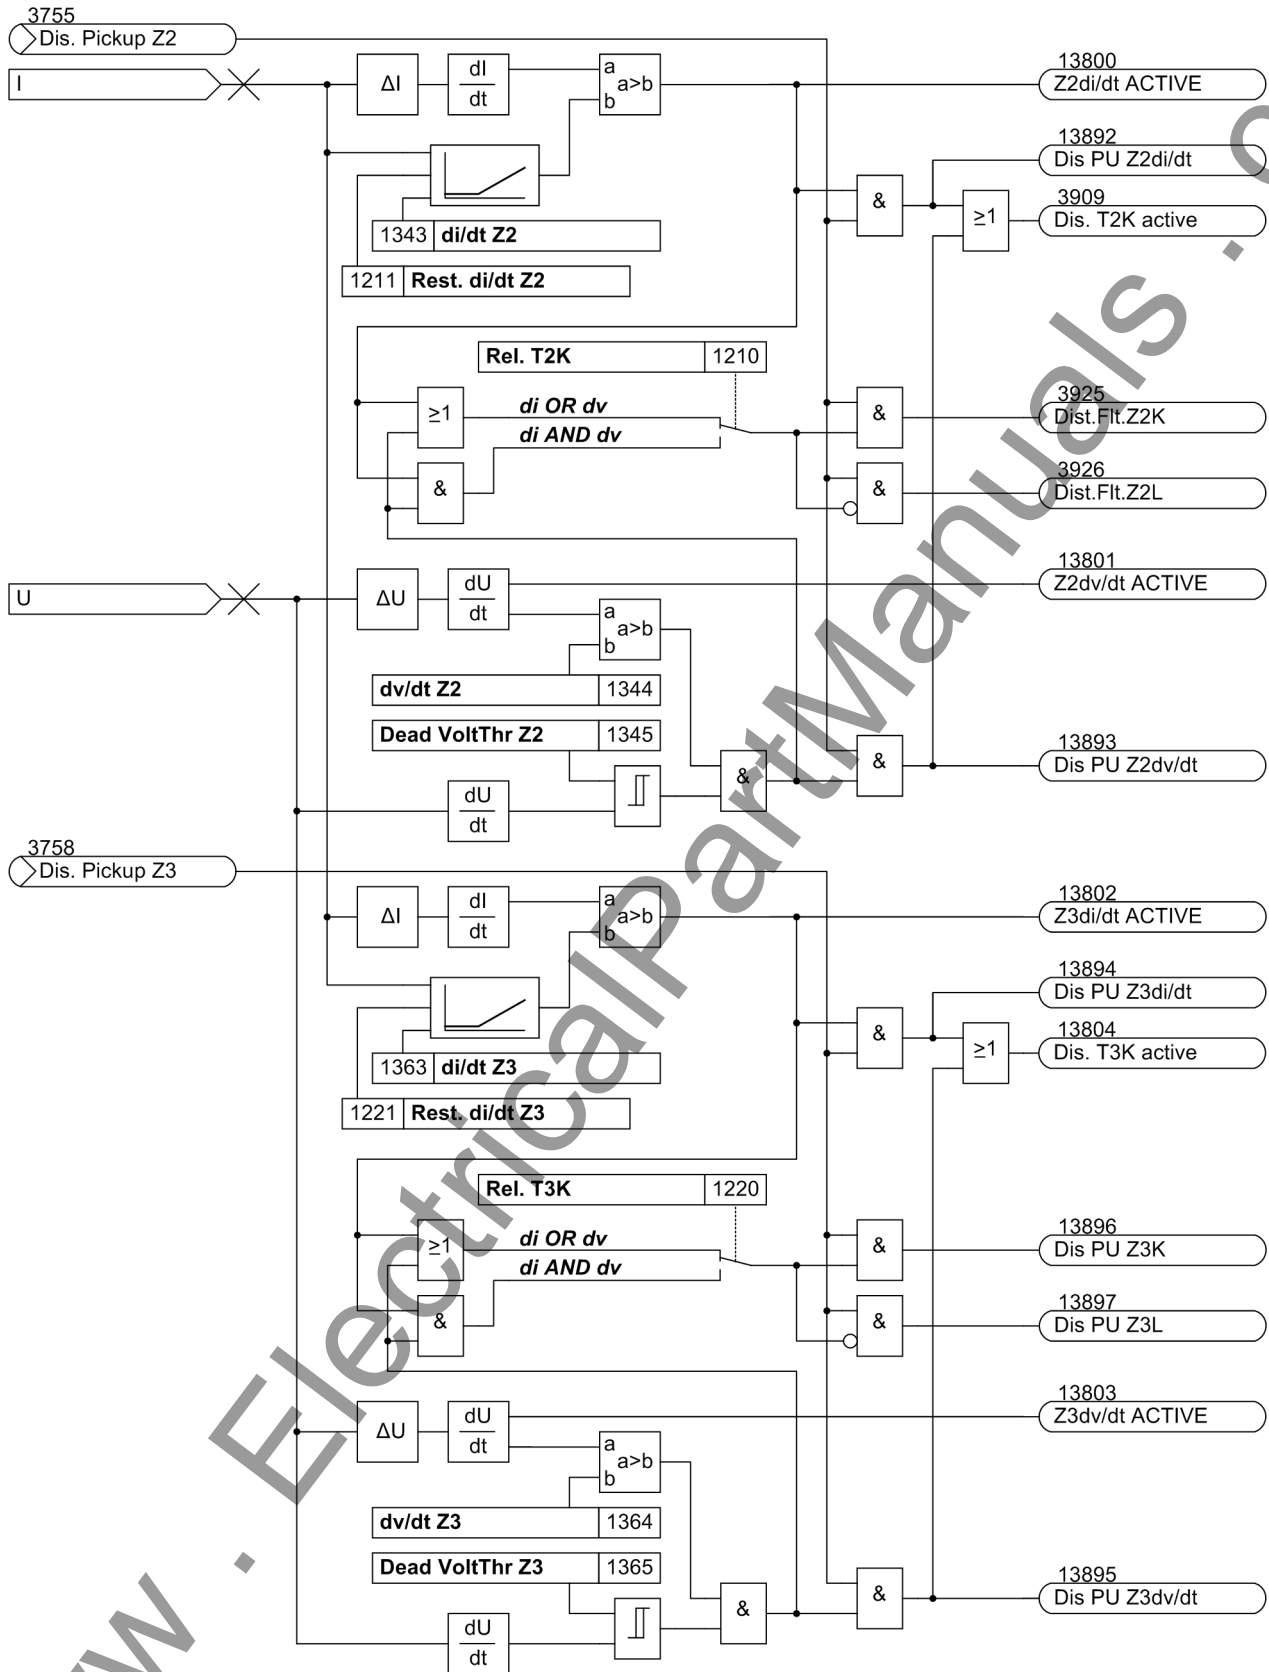 3755
Dis. Pickup Z2
I
ΔI
dI
dt
a
a>b
b
13800
Z2di/dt ACTIVE
13892
Dis PU Z2di/dt
&
≥1
3909
Dis. T2K active
1343 di/dt Z2
1211 Rest. di/dt Z2
Rel. T2K 1210
≥1
di OR dv
di AND dv
&
3925
Dist.Flt.Z2K
&
&
3926
Dist.Flt.Z2L
U
ΔU
dU
dt
a
a>b
b
13801
Z2dv/dt ACTIVE
dv/dt Z2 1344
Dead VoltThr Z2 1345
&
&
13893
Dis PU Z2dv/dt
dU
dt
3758
Dis. Pickup Z3
ΔI
dI
dt
a
a>b
b
13802
Z3di/dt ACTIVE
13894
Dis PU Z3di/dt
&
≥1
13804
Dis. T3K active
1363 di/dt Z3
1221 Rest. di/dt Z3
Rel. T3K 1220
≥1
di OR dv
di AND dv
&
13896
Dis PU Z3K
&
&
13897
Dis PU Z3L
ΔU
dU
dt
a
a>b
b
13803
Z3dv/dt ACTIVE
dv/dt Z3 1364
Dead VoltThr Z3 1365
&
&
13895
Dis PU Z3dv/dt
dU
dt
w . ElectricalPartManuals .